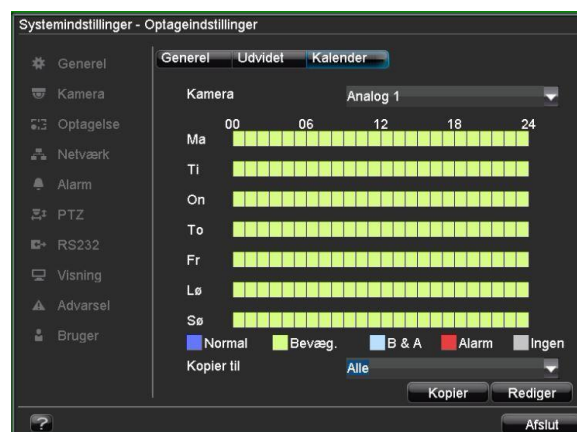 Systemindstillinger - Optageindstillinger
Generel
Kamera
Optagelse
Netværk
Alarm
PTZ
RS232
Visning
Advarsel
Bruger
Generel Udvidet Kalender
Kamera Analog 1
00 06 12 18 24
Ma
Ti
On
To
Fr
Lø
Sø
Normal Bevæg. B & A Alarm Ingen
Kopier til Alle
Kopier Rediger
? Afslut